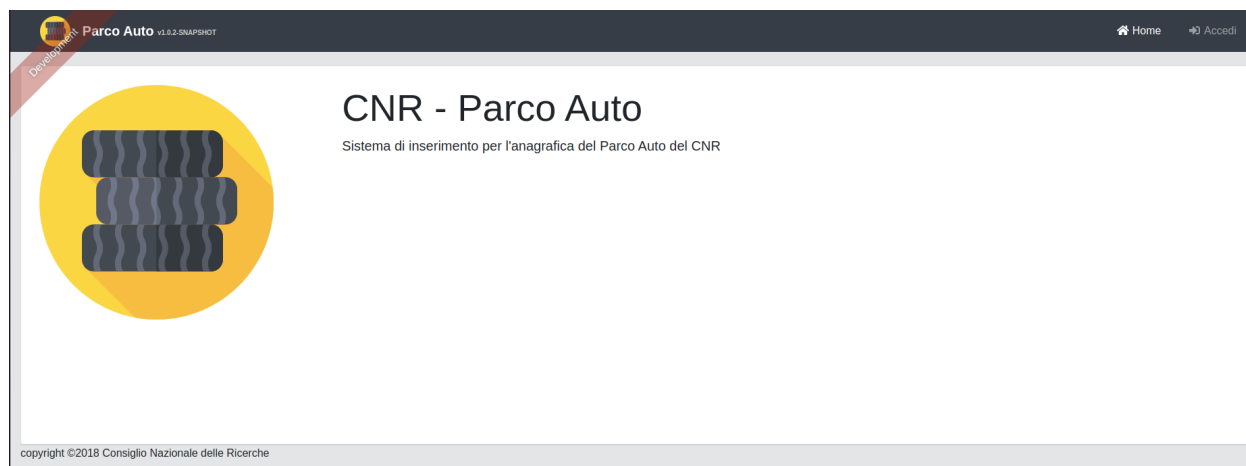 Parco Auto v1.0.2-SNAPSHOT
Home
Accedi
Development
CNR - Parco Auto
Sistema di inserimento per l'anagrafica del Parco Auto del CNR
copyright ©2018 Consiglio Nazionale delle Ricerche